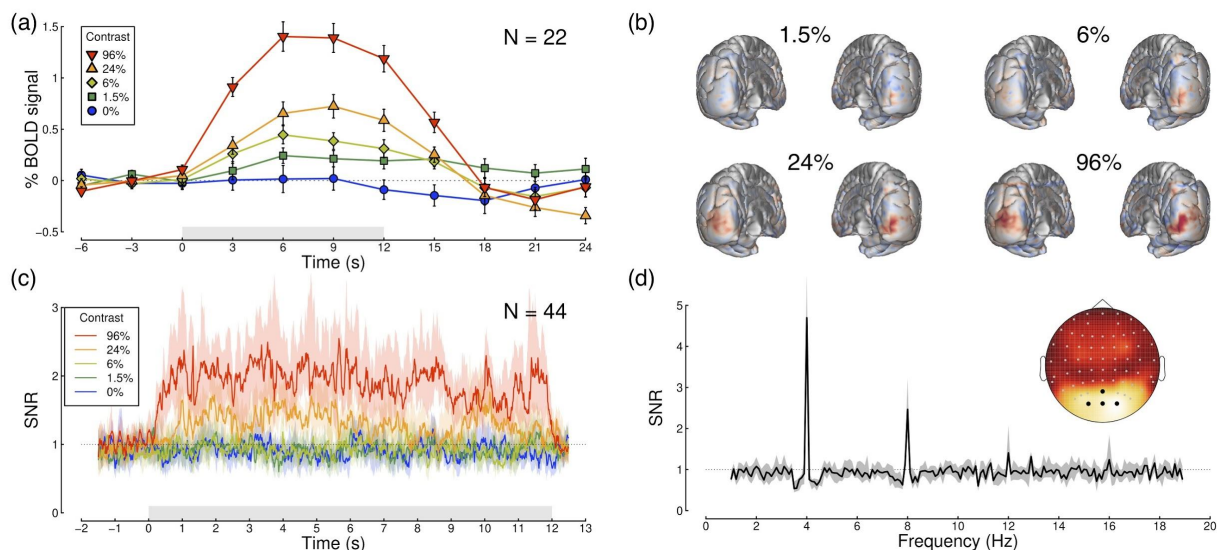 (a)
% BOLD signal
1.5
1
0.5
0
−0.5
Contrast
96%
24%
6%
1.5%
0%
N = 22
−6 −3 0 3 6 9 12 15 18 21 24
Time (s)
(b)
1.5%
6%
24%
96%
(c)
SNR
3
2
1
0
Contrast
96%
24%
6%
1.5%
0%
N = 44
−2 −1 0 1 2 3 4 5 6 7 8 9 10 11 12 13
Time (s)
(d)
SNR
5
4
3
2
1
0
0 2 4 6 8 10 12 14 16 18 20
Frequency (Hz)